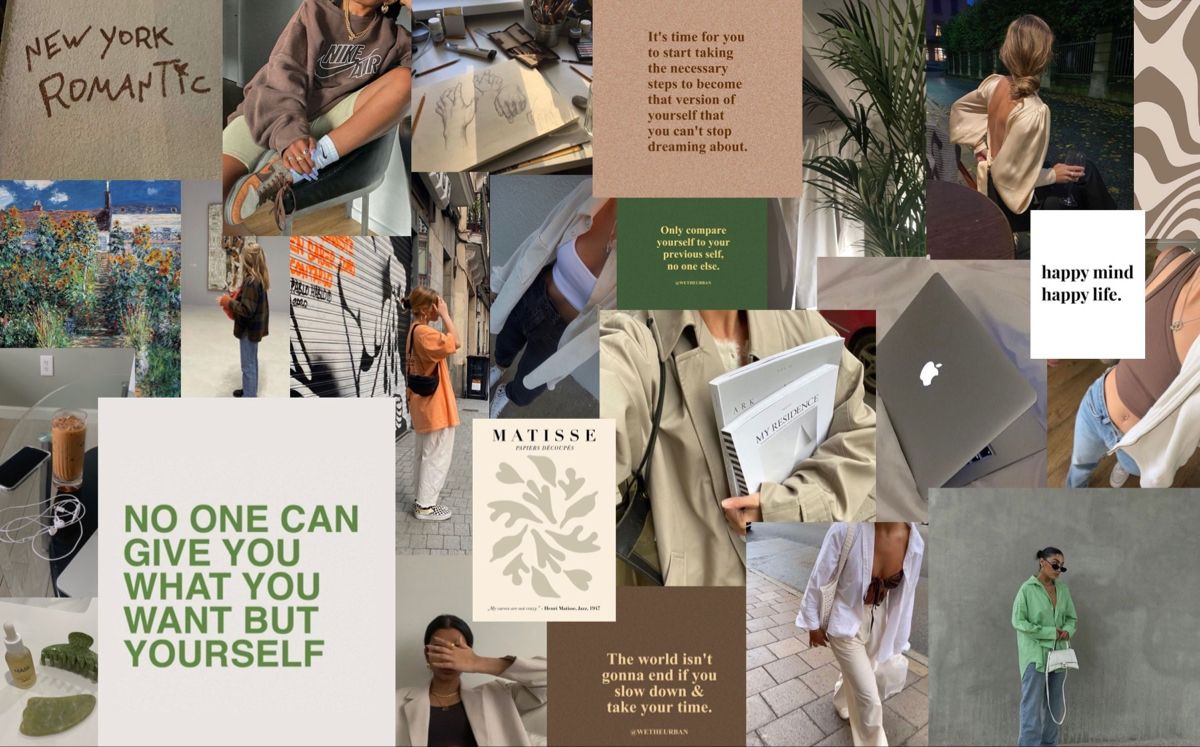 NEW YORK
ROMANTIC
NIKE
AIR
It's time for you
to start taking
the necessary
steps to become
that version of
yourself that
you can't stop
dreaming about.
Only compare
yourself to your
previous self,
no one else.
@WETHEURBAN
happy mind
happy life.
ARK
MY RESIDENCE
MATISSE
PAPIERS DÉCOUPÉS
„My curves are not crazy." - Henri Matisse, Jazz, 1947
NO ONE CAN
GIVE YOU
WHAT YOU
WANT BUT
YOURSELF
The world isn't
gonna end if you
slow down &
take your time.
@WETHEURBAN